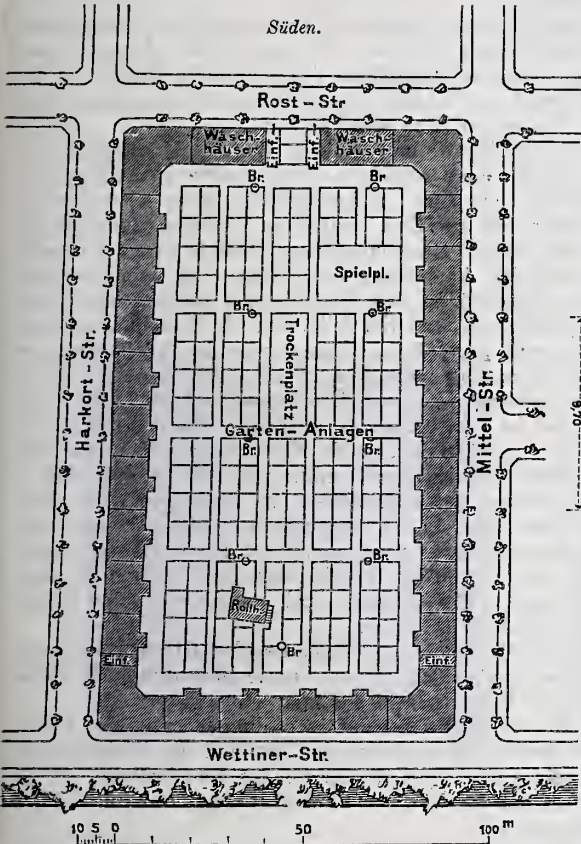 Süden.
Rost-Str
Wasch-
häuser
Einf.
Einf.
Wasch-
häuser
Br.
Br.
Spielpl.
Br.
Br.
Trockenplatz
Harkort-Str.
Mittel-Str.
Garten-Anlagen
Br.
Br.
Br.
Br.
Rollh.
Br
Einf.
Einf.
Wettiner-Str.
10 5 0 50 100 m